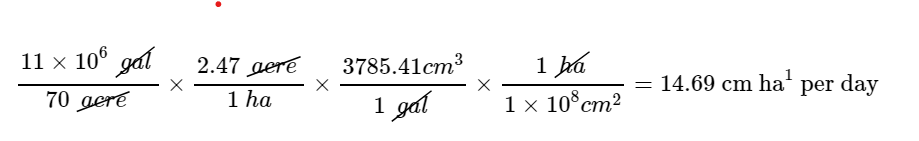 11 × 10⁶ gal / 70 acre × 2.47 acre / 1 ha × 3785.41cm³ / 1 gal × 1 ha / 1 × 10⁸cm² = 14.69 cm ha¹ per day